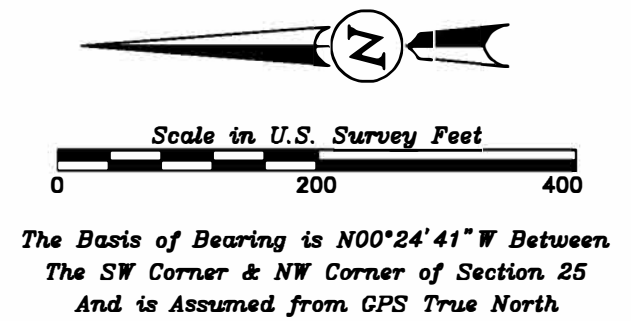 N
Scale in U.S. Survey Feet
0 200 400
The Basis of Bearing is N00°24'41"W Between
The SW Corner & NW Corner of Section 25
And is Assumed from GPS True North